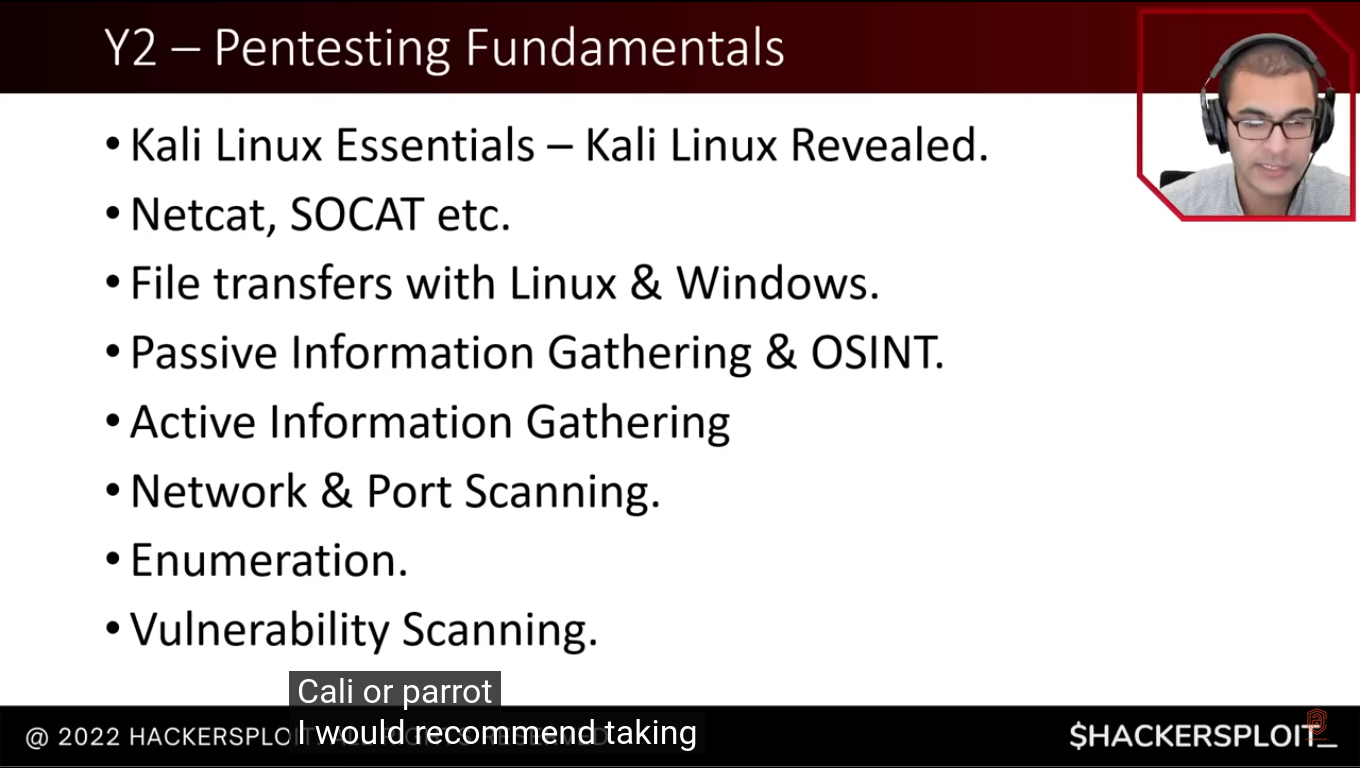 Y2 – Pentesting Fundamentals
• Kali Linux Essentials – Kali Linux Revealed.
• Netcat, SOCAT etc.
• File transfers with Linux & Windows.
• Passive Information Gathering & OSINT.
• Active Information Gathering
• Network & Port Scanning.
• Enumeration.
• Vulnerability Scanning.
Cali or parrot
I would recommend taking
@ 2022 HACKERSPLOIT
$HACKERSPLOIT_